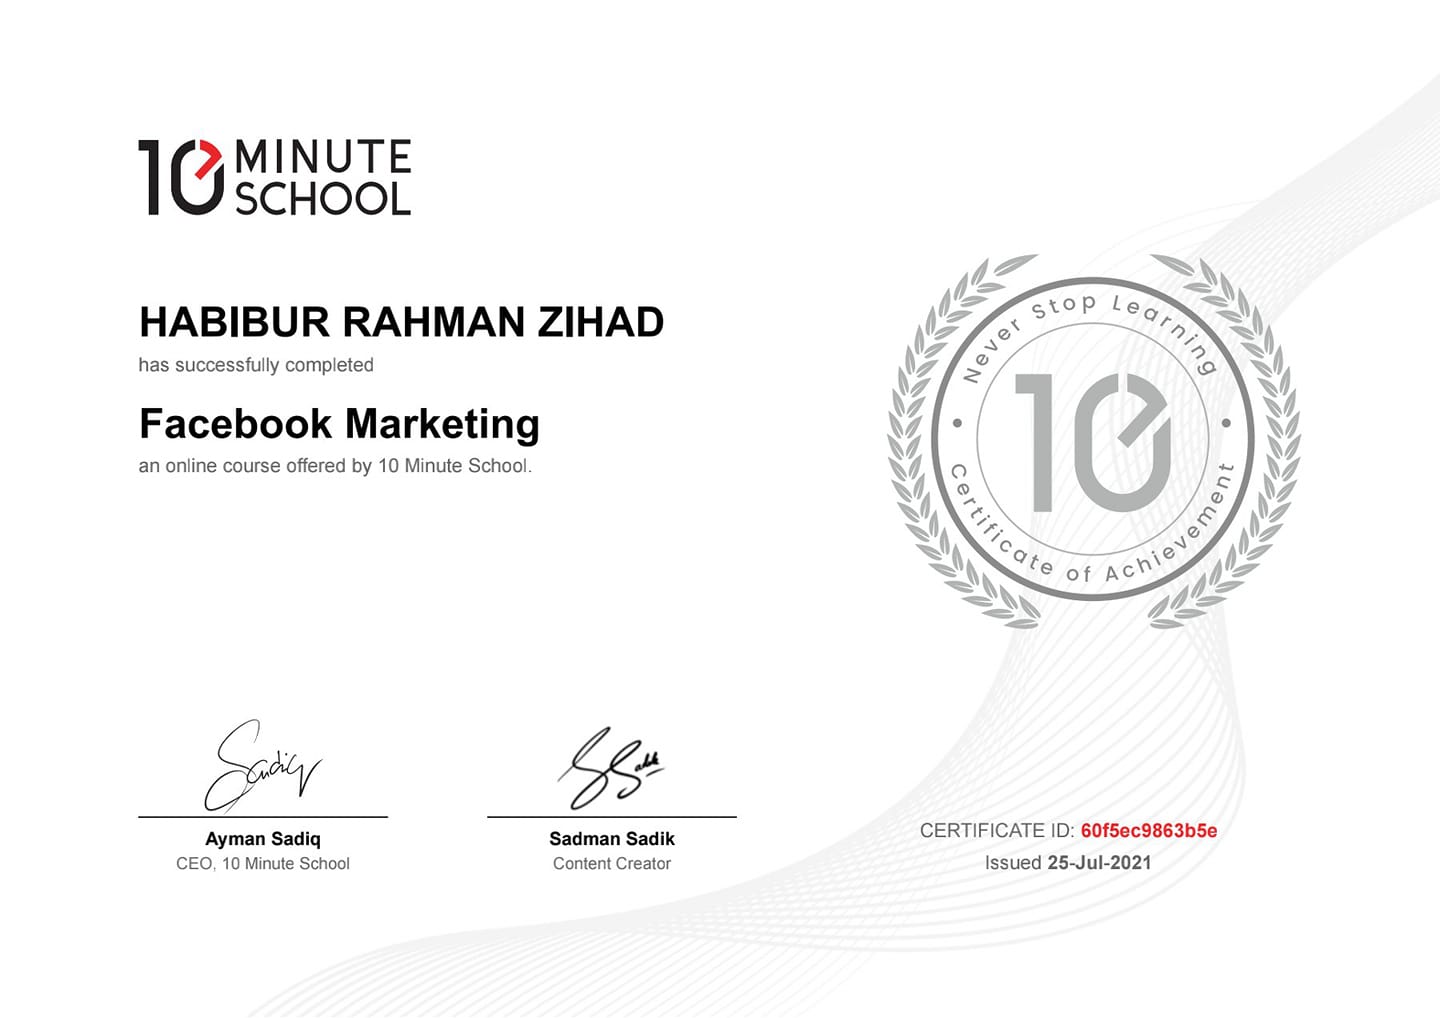 10 MINUTE
SCHOOL
HABIBUR RAHMAN ZIHAD
has successfully completed
Facebook Marketing
an online course offered by 10 Minute School.
Never Stop Learning
10
Certificate of Achievement
Sadiq
SSadik
Ayman Sadiq
CEO, 10 Minute School
Sadman Sadik
Content Creator
CERTIFICATE ID: 60f5ec9863b5e
Issued 25-Jul-2021